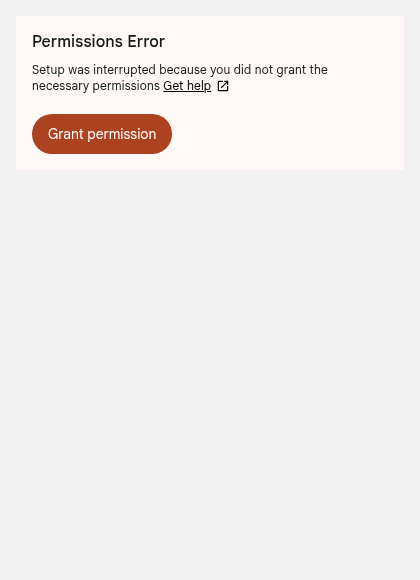 Permissions Error
Setup was interrupted because you did not grant the
necessary permissions Get help
Grant permission